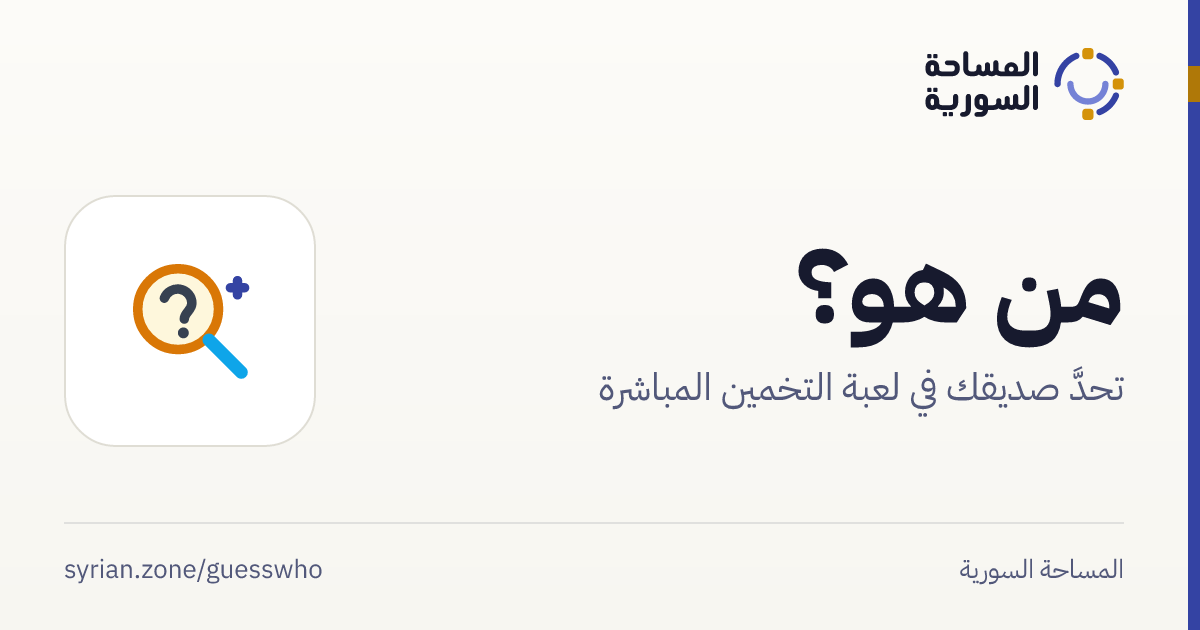 المساحة
السورية
من هو؟
تحدَّ صديقك في لعبة التخمين المباشرة
المساحة السورية
syrian.zone/guesswho